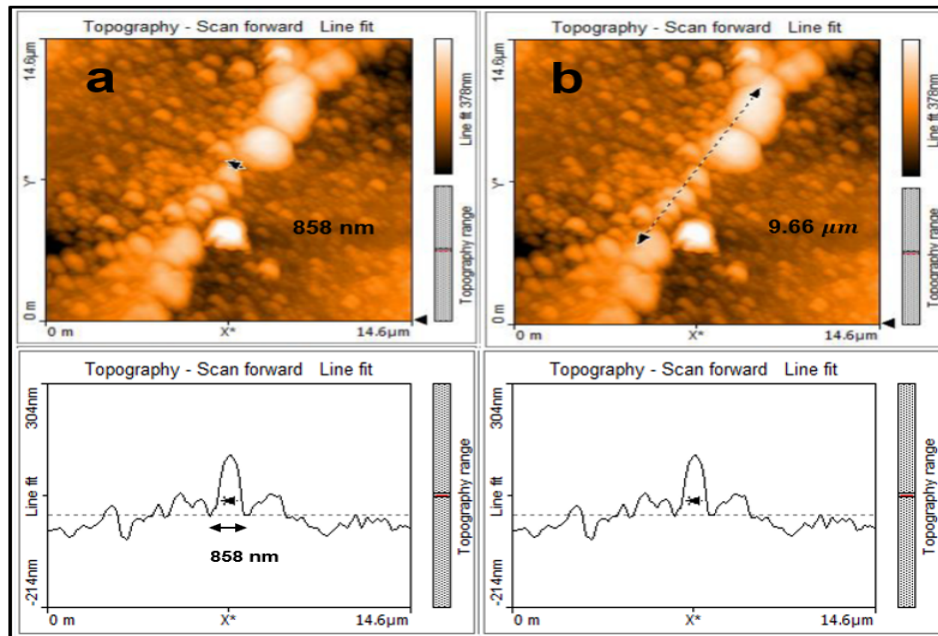 Topography - Scan forward Line fit
14.6µm
Y*
0 m
a
858 nm
0 m
X*
14.6µm
Line fit 378nm
Topography range
Topography - Scan forward Line fit
14.6µm
Y*
0 m
b
9.66 µm
0 m
X*
14.6µm
Line fit 378nm
Topography range
Topography - Scan forward Line fit
304nm
Line fit
-214nm
858 nm
0 m
X*
14.6µm
Topography range
Topography - Scan forward Line fit
304nm
Line fit
-214nm
0 m
X*
14.6µm
Topography range